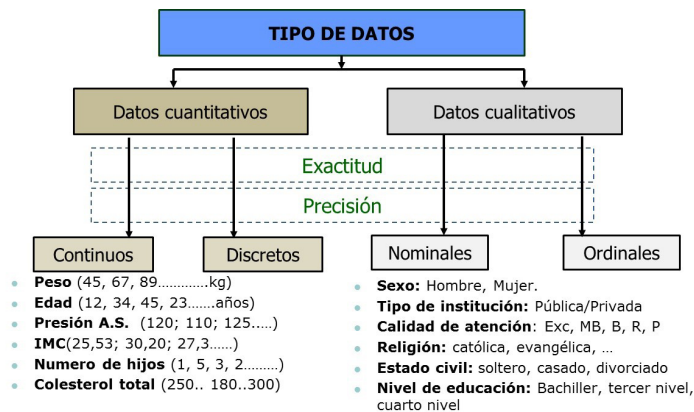 TIPO DE DATOS
Datos cuantitativos
Datos cualitativos
Exactitud
Precisión
Continuos
Discretos
Nominales
Ordinales
Peso (45, 67, 89………….kg)
Edad (12, 34, 45, 23…….años)
Presión A.S.  (120; 110; 125..…)
IMC(25,53; 30,20; 27,3……)
Numero de hijos (1, 5, 3, 2………)
Colesterol total (250.. 180..300)
Sexo: Hombre, Mujer.
Tipo de institución: Pública/Privada
Calidad de atención: Exc, MB, B, R, P
Religión: católica, evangélica, …
Estado civil: soltero, casado, divorciado
Nivel de educación: Bachiller, tercer nivel,
cuarto nivel